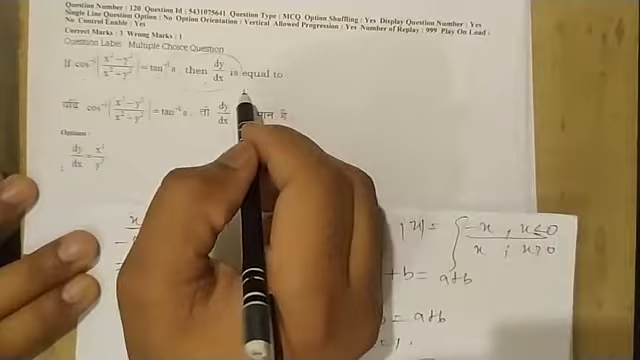 Question Number : 120 Question Id : 5431075641 Question Type : MCQ Option Shuffling : Yes Display Question Number : Yes
Single Line Question Option : No Option Orientation : Vertical Allowed Progression : Yes Number of Replay : 999 Play On Load :
No Control Enable : Yes
Correct Marks : 3 Wrong Marks : 1
Question Label : Multiple Choice Question
If cos⁻¹|x²−y²/x²−y²| = tan⁻¹ a , then dy/dx is equal to
यदि cos⁻¹|x²−y²/x²−y²| = tan⁻¹ a , तो dy/dx मान है
Options :
dy/dx = x²/y²
|x| = { −x , x<0
x ; x≥0
+b = a+b
= a+b